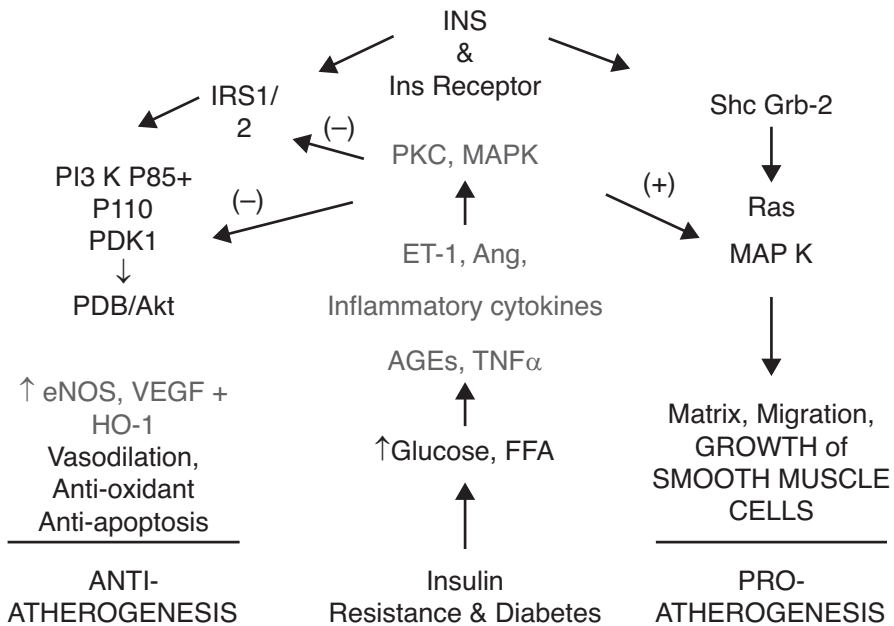 INS
&
Ins Receptor
IRS1/
2
(–)
PI3 K P85+
P110
PDK1
↓
PDB/Akt
(–)
↑ eNOS, VEGF +
HO-1
Vasodilation,
Anti-oxidant
Anti-apoptosis
ANTI-
ATHEROGENESIS
PKC, MAPK
ET-1, Ang,
Inflammatory cytokines
AGEs, TNFα
↑Glucose, FFA
Insulin
Resistance & Diabetes
Shc Grb-2
(+)
Ras
MAP K
Matrix, Migration,
GROWTH of
SMOOTH MUSCLE
CELLS
PRO-
ATHEROGENESIS